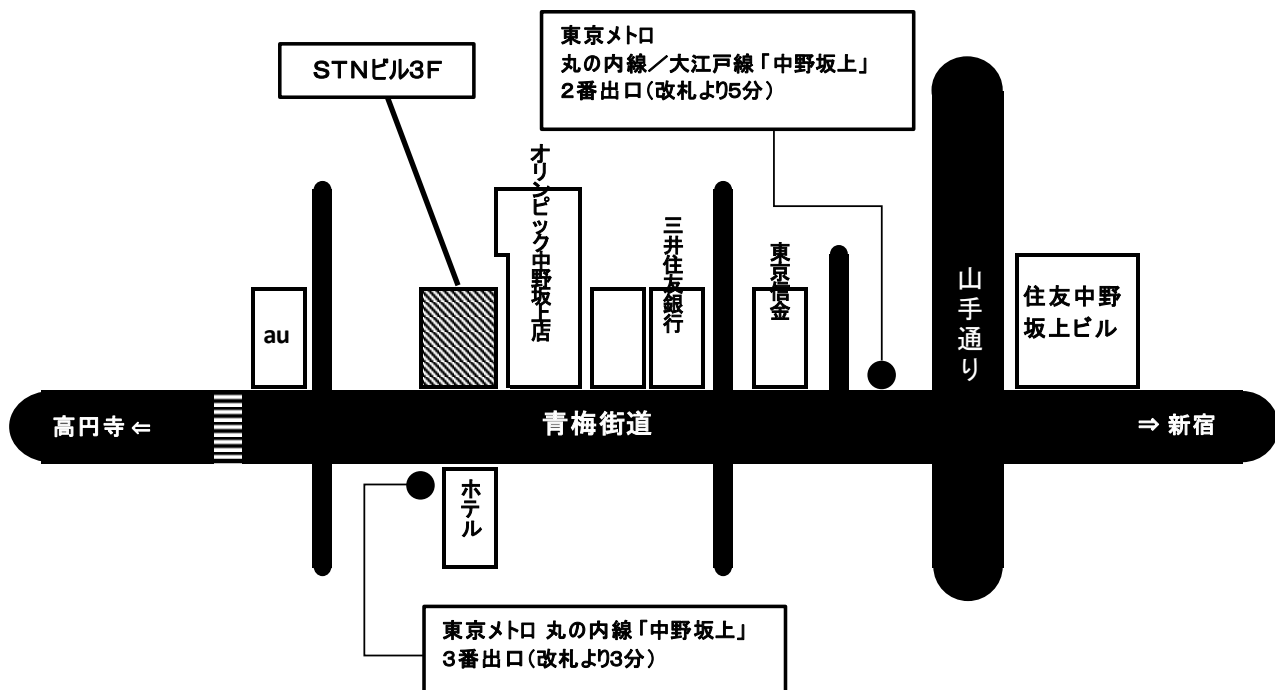 東京メトロ
丸の内線／大江戸線「中野坂上」
2番出口（改札より5分）
STNビル3F
オリンピック中野坂上店
三井住友銀行
東京信金
山手通り
住友中野
坂上ビル
au
高円寺⇐
青梅街道
⇒新宿
ホテル
東京メトロ 丸の内線「中野坂上」
3番出口（改札より3分）